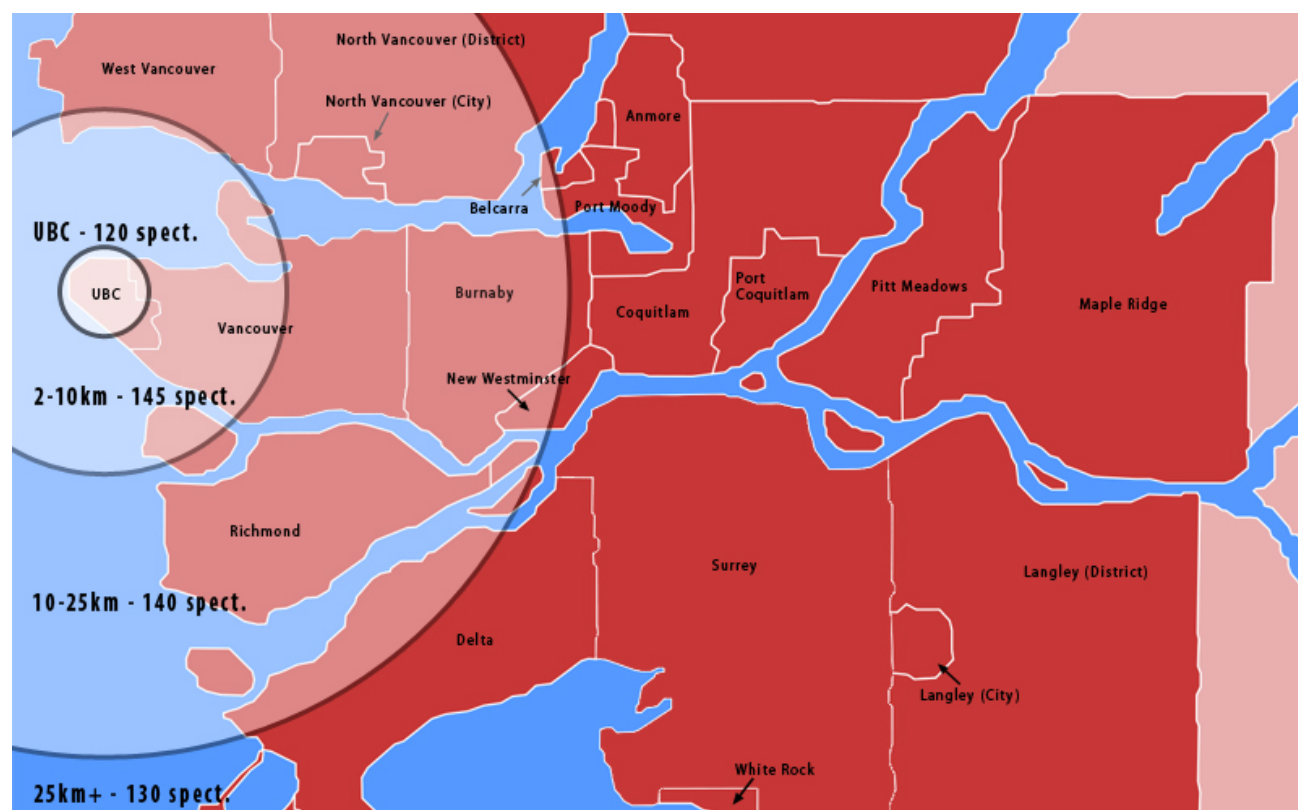 North Vancouver (District)
West Vancouver
North Vancouver (City)
Anmore
Belcarra
Port Moody
UBC - 120 spect.
UBC
Burnaby
Port
Coquitlam
Pitt Meadows
Maple Ridge
Vancouver
Coquitlam
New Westminster
2-10km - 145 spect.
Richmond
Surrey
Langley (District)
10-25km - 140 spect.
Delta
Langley (City)
White Rock
25km+ - 130 spect.